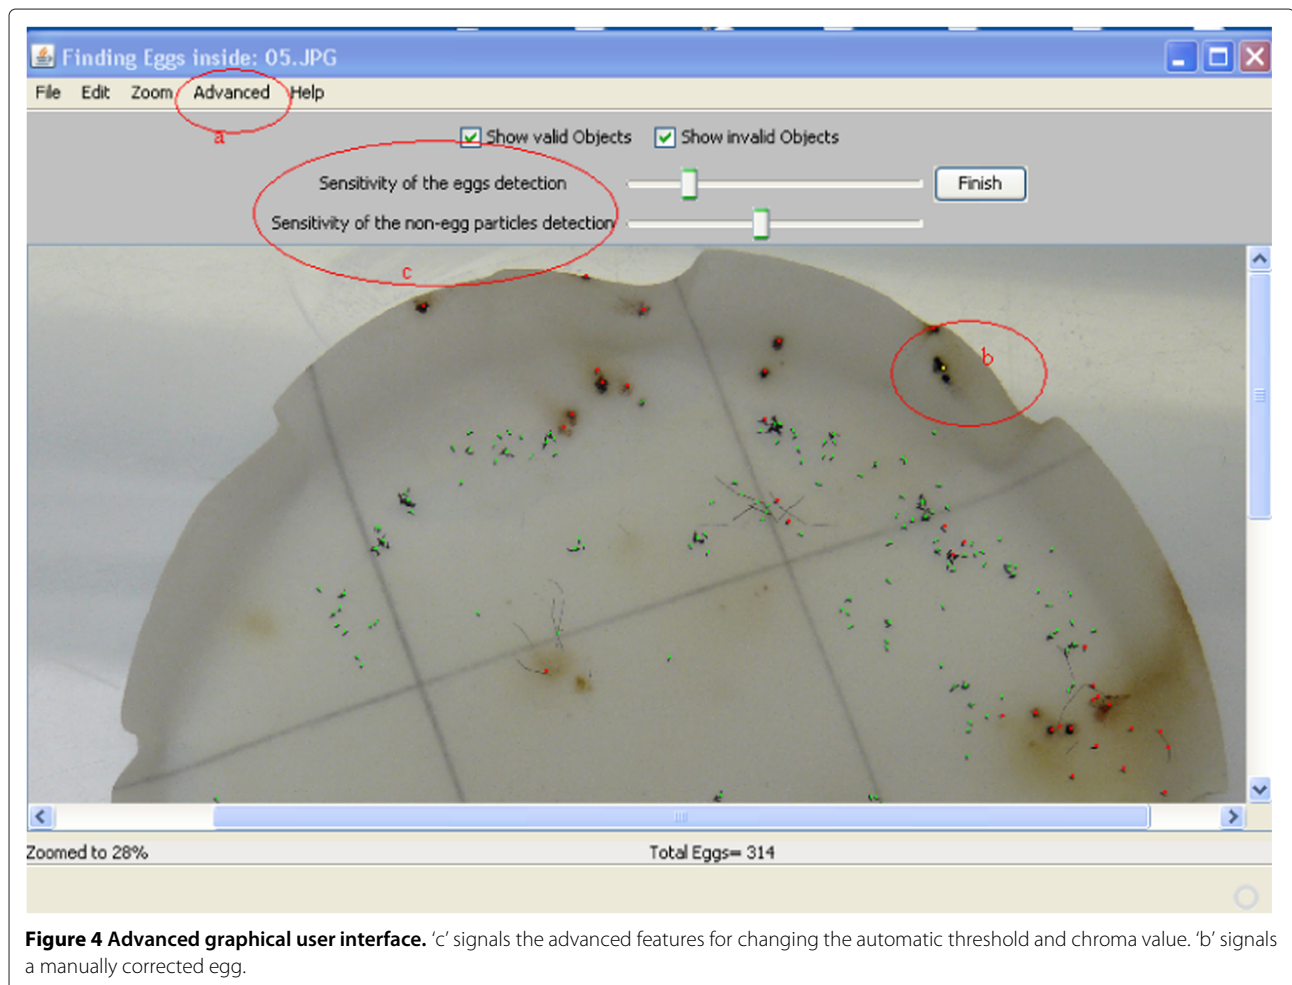 Finding Eggs inside: 05.JPG
File Edit Zoom Advanced Help
a
Show valid Objects Show invalid Objects
Sensitivity of the eggs detection Finish
Sensitivity of the non-egg particles detection
c
b
Zoomed to 28% Total Eggs= 314
Figure 4 Advanced graphical user interface. ‘c’ signals the advanced features for changing the automatic threshold and chroma value. ‘b’ signals
a manually corrected egg.